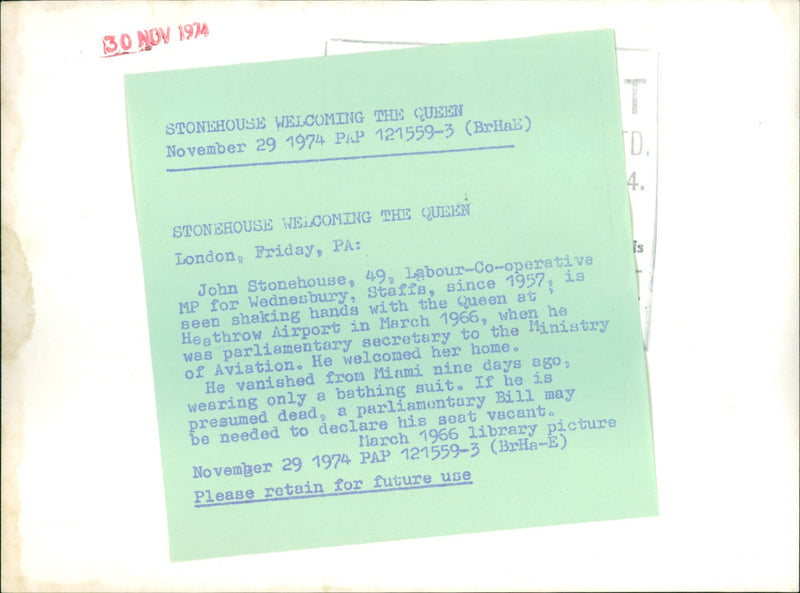 30 NOV 1974
T
TD.
4.
is
STONEHOUSE WELCOMING THE QUEEN
November 29 1974 PAP 121559-3 (BrHaE)
STONEHOUSE WELCOMING THE QUEEN
London, Friday, PA:
John Stonehouse, 49, Labour-Co-operative
MP for Wednesbury, Staffs, since 1957, is
seen shaking hands with the Queen at ;
Heathrow Airport in March 1966, when he
was parliamentary secretary to the Ministry
of Aviation. He welcomed her home.
He vanished from Miami nine days ago,
wearing only a bathing suit. If he is
presumed dead, a parliamentary Bill may
be needed to declare his seat vacant.
March 1966 library picture
November 29 1974 PAP 121559-3 (BrHa-E)
Please retain for future use